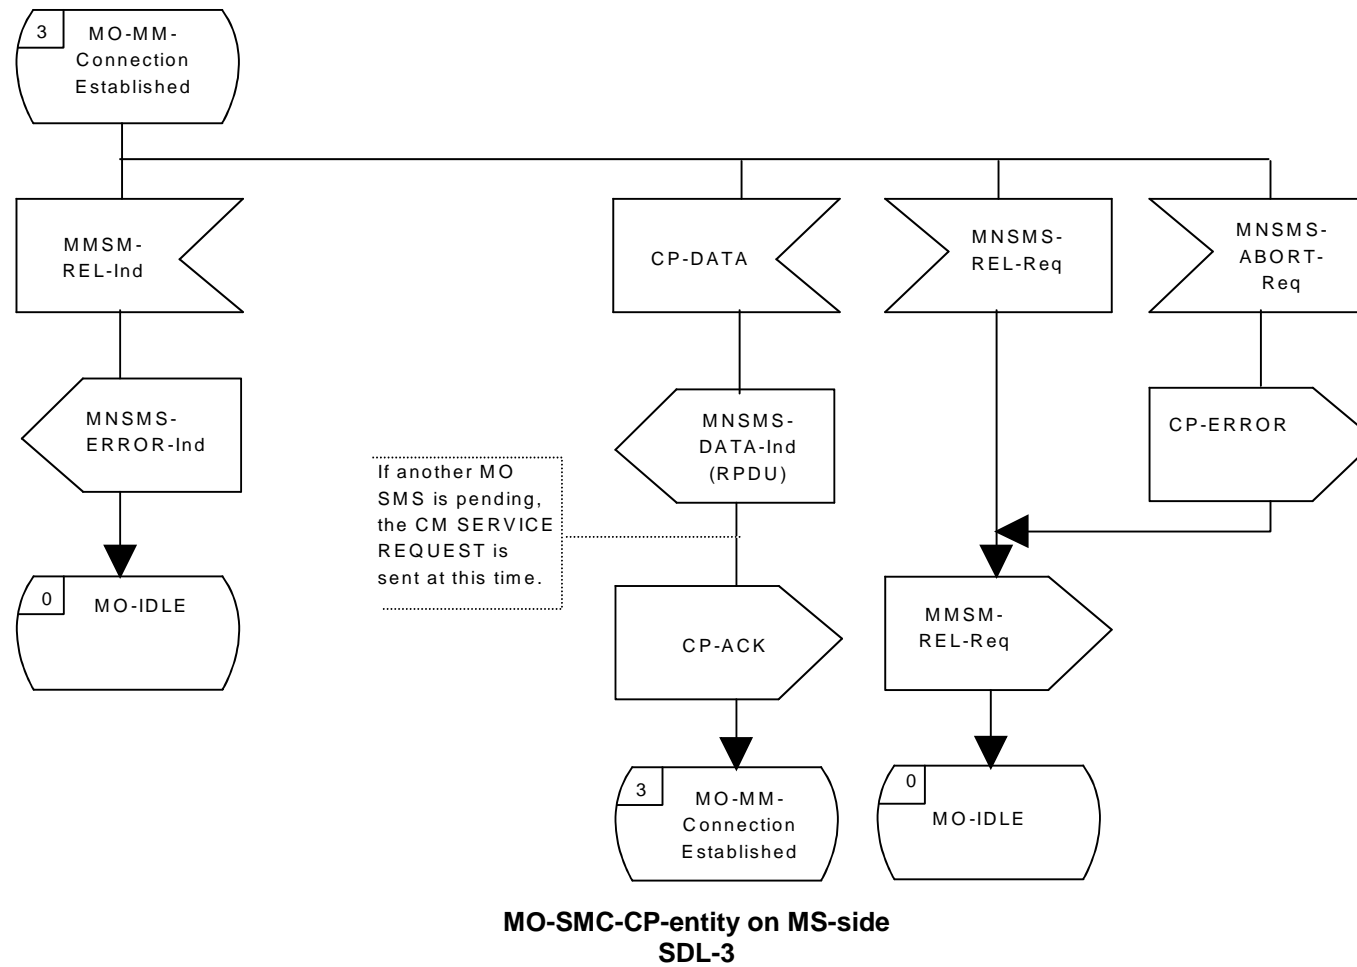 3
MO-MM-
Connection
Established
MMSM-
REL-Ind
CP-DATA
MNSMS-
REL-Req
MNSMS-
ABORT-
Req
MNSMS-
ERROR-Ind
MNSMS-
DATA-Ind
(RPDU)
CP-ERROR
If another MO
SMS is pending,
the CM SERVICE
REQUEST is
sent at this time.
0
MO-IDLE
CP-ACK
MMSM-
REL-Req
3
MO-MM-
Connection
Established
0
MO-IDLE
MO-SMC-CP-entity on MS-side
SDL-3